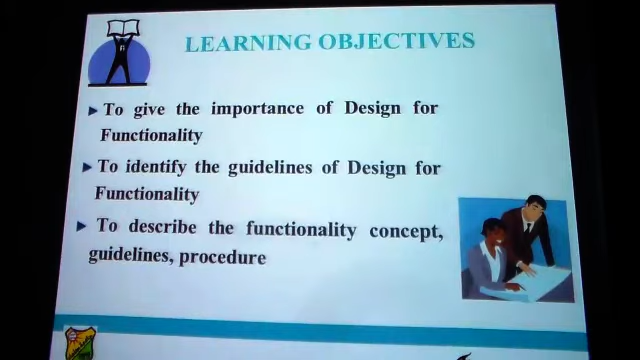 LEARNING OBJECTIVES
To give the importance of Design for
Functionality
To identify the guidelines of Design for
Functionality
To describe the functionality concept,
guidelines, procedure